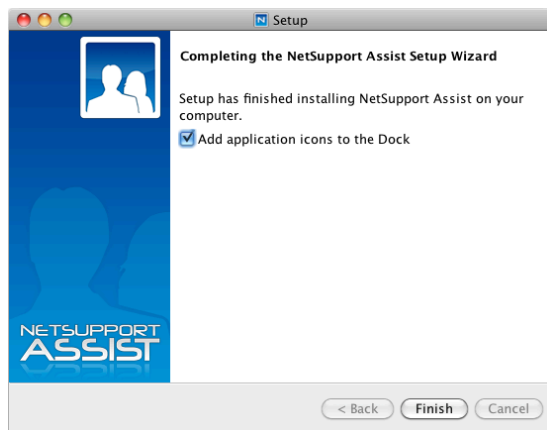 Setup
Completing the NetSupport Assist Setup Wizard
Setup has finished installing NetSupport Assist on your
computer.
Add application icons to the Dock
NETSUPPORT
ASSIST
< Back
Finish
Cancel